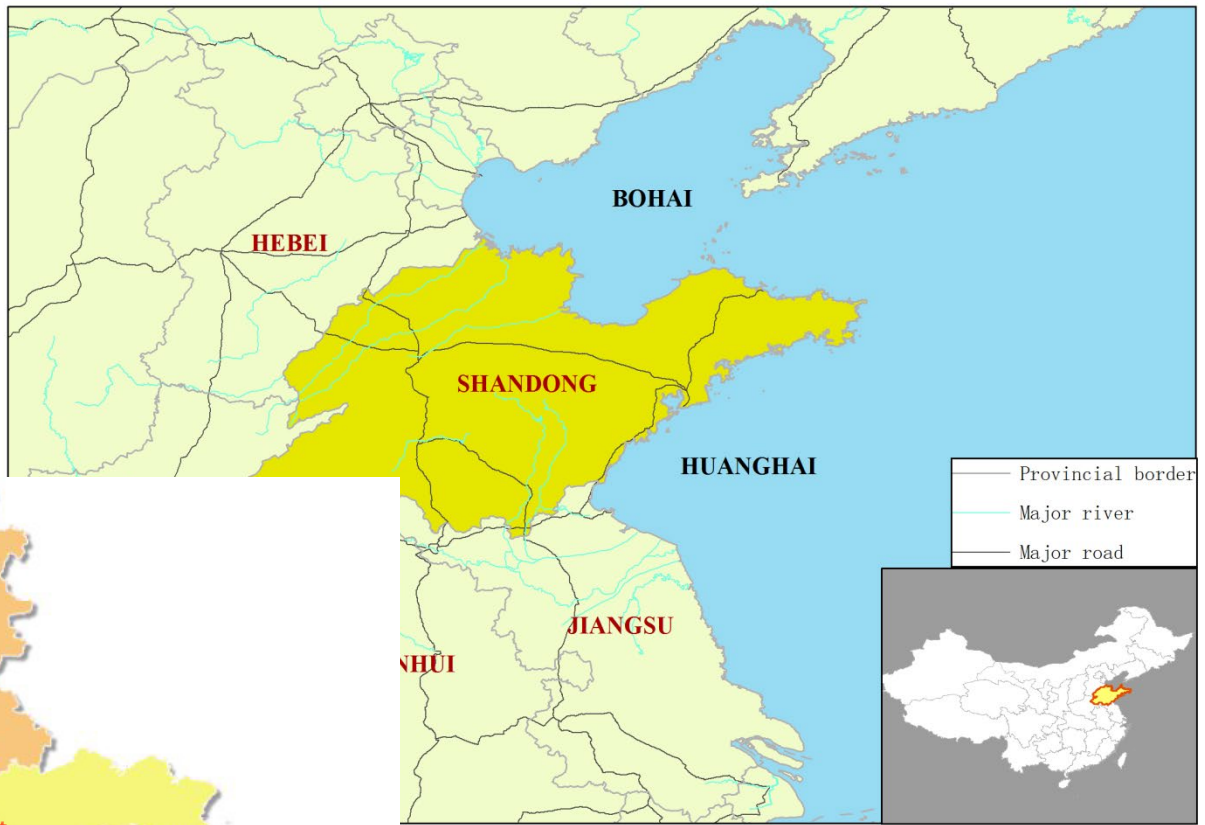 BOHAI
HEBEI
SHANDONG
HUANGHAI
Provincial border
Major river
Major road
JIANGSU
NHUI